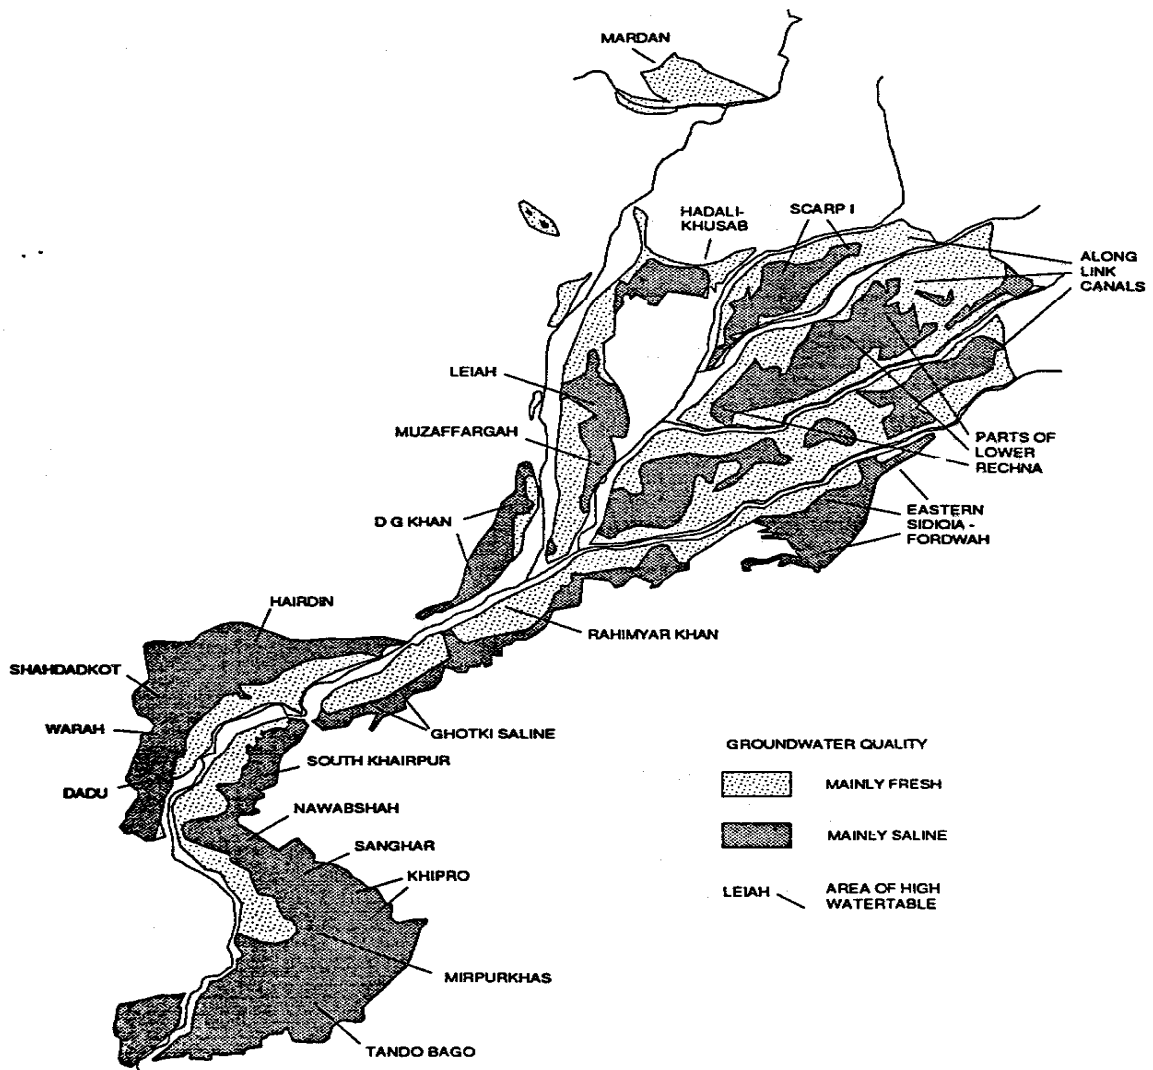 MARDAN
HADALI-
KHUSAB
SCARP I
ALONG
LINK
CANALS
LEIAH
MUZAFFARGAH
PARTS OF
LOWER
RECHNA
D G KHAN
EASTERN
SIDIOIA -
FORDWAH
HAIRDIN
RAHIMYAR KHAN
SHAHDADKOT
WARAH
GHOTKI SALINE
DADU
SOUTH KHAIRPUR
NAWABSHAH
SANGHAR
KHIPRO
MIRPURKHAS
TANDO BAGO
GROUNDWATER QUALITY
MAINLY FRESH
MAINLY SALINE
LEIAH
AREA OF HIGH
WATERTABLE